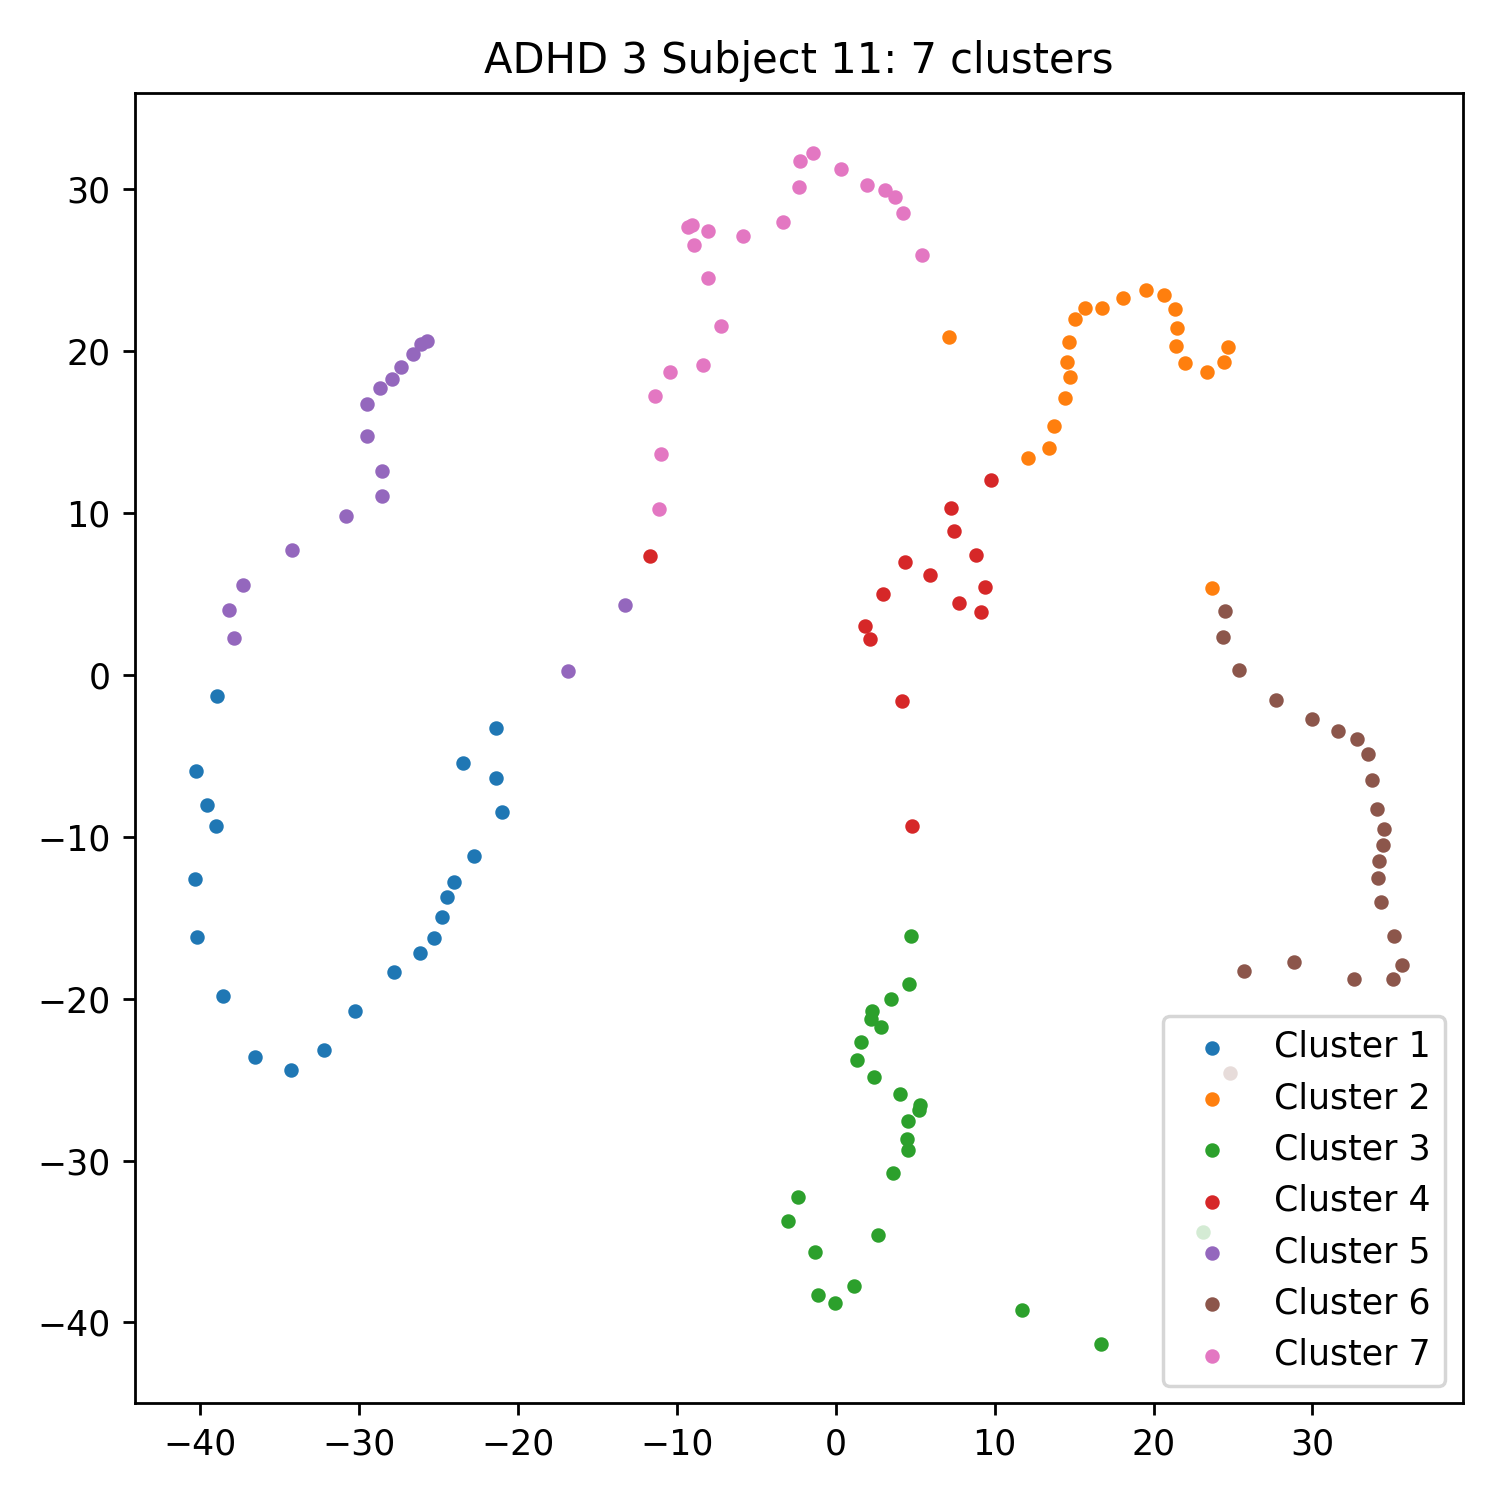 ADHD 3 Subject 11: 7 clusters
30
20
10
0
−10
−20
−30
−40
−40 −30 −20 −10 0 10 20 30
Cluster 1
Cluster 2
Cluster 3
Cluster 4
Cluster 5
Cluster 6
Cluster 7